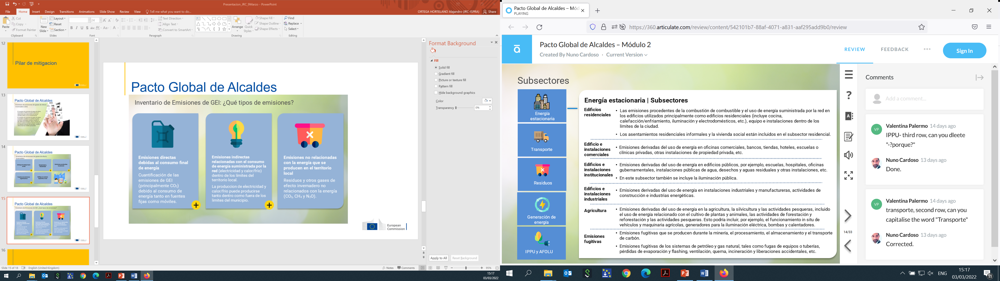 Presentacion_JRC_9Marzo - PowerPoint
File Home Insert Design Transitions Animations Slide Show Review View Tell me what you want to do...
ORTEGA HORTELANO Alejandro (JRC-ISPRA) Share
Paste
Cut
Copy
Format Painter
Clipboard
New
Slide
Layout
Reset
Section
Slides
24
Font
Paragraph
Text Direction
Align Text
Convert to SmartArt
Arrange
Quick
Styles
Shape Fill
Shape Outline
Shape Effects
Drawing
Find
Replace
Select
Editing
12
Pilar de mitigacion
13
Pacto Global de Alcaldes
14
Pacto Global de Alcaldes
15
Pacto Global de Alcaldes
Inventario de Emisiones de GEI: ¿Qué tipos de emisiones?
16
Pacto Global de Alcaldes
Inventario de Emisiones de GEI: ¿Qué tipos de emisiones?
Emisiones directas
debidas al consumo final
de energía
Cuantificación de las
emisiones de GEI
(principalmente CO₂)
debido al consumo de
energía tanto en fuentes
fijas como móviles.
Emisiones indirectas
relacionadas con el consumo
de energía suministrada por la
red (electricidad y calor/frío)
dentro de los límites del
territorio local.
La produccion de electricidad y
calor/frio puede producirse
tanto dentro como fuera de los
límites del municipio.
Emisiones no relacionadas
con la energía que se
producen en el territorio
local
Residuos y otros gases de
efecto invernadero no
relacionados con la energía
(CO₂, CH₄ y N₂O).
European
Commission
Format Background
Fill
Solid fill
Gradient fill
Picture or texture fill
Pattern fill
Hide background graphics
Color
Transparency 0%
Apply to All Reset Background
Slide 15 of 18 English (United Kingdom)
Notes Comments 95%
15:17
03/03/2022
Pacto Global de Alcaldes – Mód
PLAYING
https://360.articulate.com/review/content/542101b7-88af-4071-a831-aaf295add9b0/review
ā
Pacto Global de Alcaldes – Módulo 2
Created By Nuno Cardoso · Current Version
REVIEW FEEDBACK Sign In
Subsectores
Energía
estacionaria
Transporte
Residuos
Generación de
energía
IPPU y AFOLU
Energía estacionaria | Subsectores
Edificios
residenciales
• Las emisiones procedentes de la combustión de combustible y el uso de energía suministrada por la red en
los edificios utilizados principalmente como edificios residenciales (incluye cocina,
calefacción/enfriamiento, iluminación y electrodomésticos, etc.), equipo e instalaciones dentro de los
límites de la ciudad.
• Los asentamientos residenciales informales y la vivienda social están incluidos en el subsector residencial.
Edificio e
instalaciones
comerciales
• Emisiones derivadas del uso de energía en oficinas comerciales, bancos, tiendas, hoteles, escuelas o
clínicas privadas, otras instalaciones de propiedad privada, etc.
Edificios e
instalaciones
institucionales
• Emisiones derivadas del uso de energía en edificios públicos, por ejemplo, escuelas, hospitales, oficinas
gubernamentales, instalaciones públicas de agua, desechos y aguas residuales y otras instalaciones, etc.
• En este subsector también se incluye la iluminación pública.
Edificios e
instalaciones
industriales
• Emisiones derivadas del uso de energía en instalaciones industriales y manufactureras, actividades de
construcción e industrias energéticas.
Agricultura
• Emisiones derivadas del uso de energía en la agricultura, la silvicultura y las actividades pesqueras, incluido
el uso de energía relacionado con el cultivo de plantas y animales, las actividades de forestación y
reforestación y las actividades pesqueras. Esto podría incluir, por ejemplo, el funcionamiento in situ de
vehículos y maquinaria agrícolas, generadores para la iluminación eléctrica, bombas y calentadores.
Emisiones
fugitivas
• Emisiones fugitivas que se producen durante la minería, el procesamiento, el almacenamiento y el transporte
de carbón.
• Emisiones fugitivas de los sistemas de petróleo y gas natural, tales como fugas de equipos o tuberías,
pérdidas de evaporación y flashing, ventilación, quema, incineración y liberaciones accidentales, etc.
14/33
Comments
Add a comment...
VP
Valentina Palermo 14 days ago
IPPU- third row, can you dleete
"-?porque?"
Nuno Cardoso 13 days ago
Done.
VP
Valentina Palermo 14 days ago
transporte, second row, can you
capitalise the word "Transporte"
Nuno Cardoso 13 days ago
Corrected.
ENG
15:17
03/03/2022
11